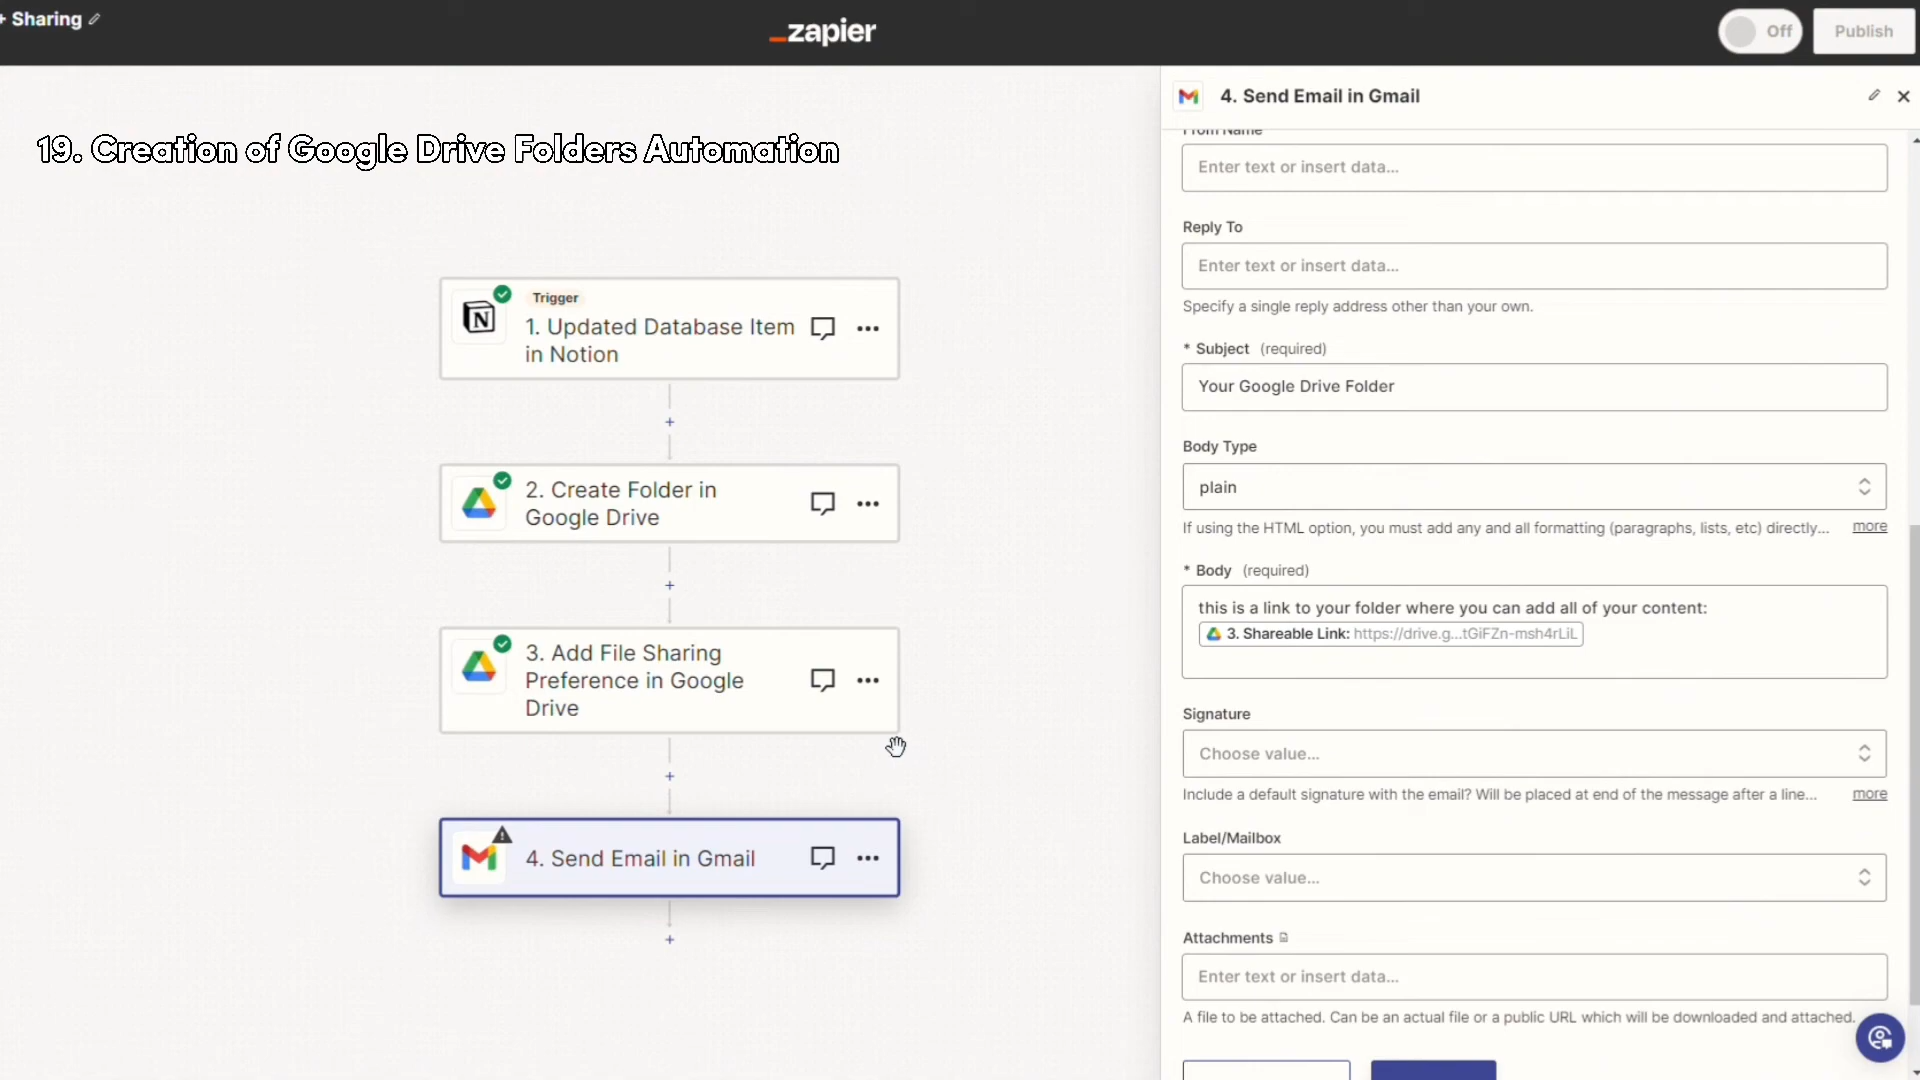 Sharing
zapier
Off
Publish
19. Creation of Google Drive Folders Automation
Trigger
1. Updated Database Item
in Notion
2. Create Folder in
Google Drive
3. Add File Sharing
Preference in Google
Drive
4. Send Email in Gmail
4. Send Email in Gmail
From Name
Enter text or insert data...
Reply To
Enter text or insert data...
Specify a single reply address other than your own.
* Subject (required)
Your Google Drive Folder
Body Type
plain
If using the HTML option, you must add any and all formatting (paragraphs, lists, etc) directly... more
* Body (required)
this is a link to your folder where you can add all of your content:
3. Shareable Link: https://drive.g...tGiFZn-msh4rLiL
Signature
Choose value...
Include a default signature with the email? Will be placed at end of the message after a line... more
Label/Mailbox
Choose value...
Attachments
Enter text or insert data...
A file to be attached. Can be an actual file or a public URL which will be downloaded and attached.